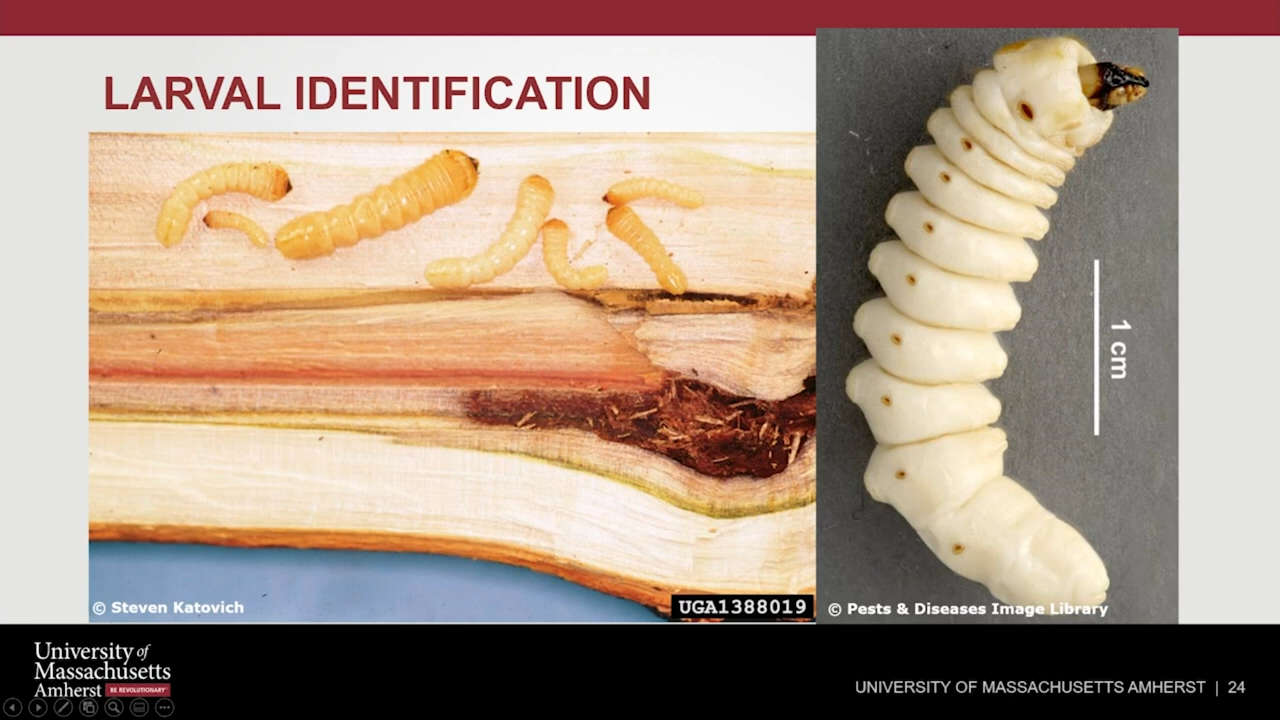 LARVAL IDENTIFICATION
1 cm
© Steven Katovich
UGA1388019
© Pests & Diseases Image Library
University of
Massachusetts
Amherst BE REVOLUTIONARY
UNIVERSITY OF MASSACHUSETTS AMHERST | 24